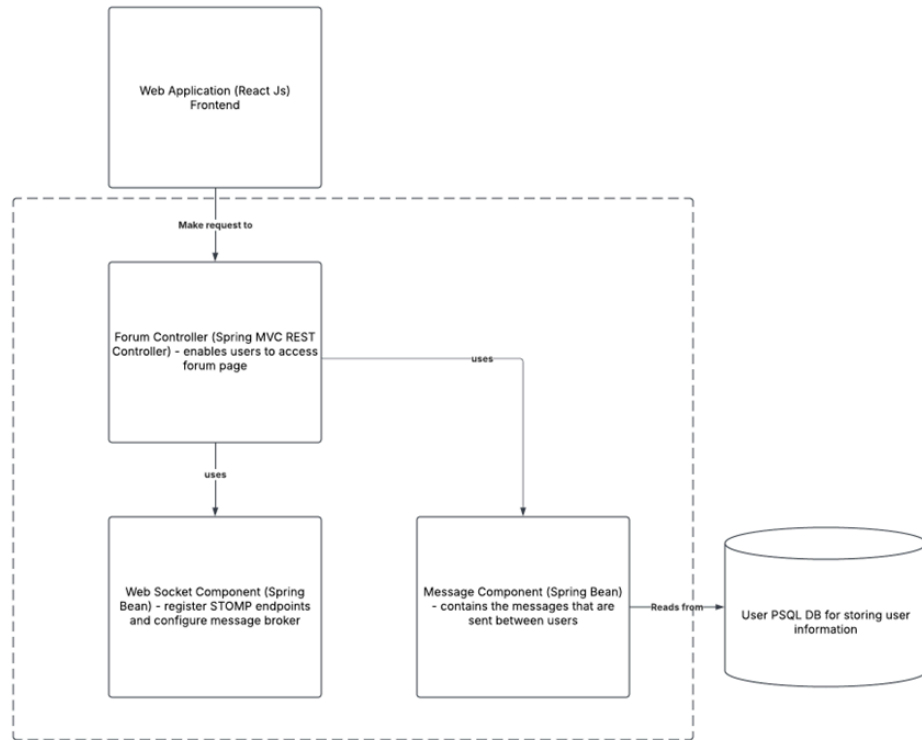 Web Application (React Js)
Frontend
Make request to
Forum Controller (Spring MVC REST
Controller) - enables users to access
forum page
uses
uses
Web Socket Component (Spring
Bean) - register STOMP endpoints
and configure message broker
Message Component (Spring Bean)
- contains the messages that are
sent between users
Reads from
User PSQL DB for storing user
information